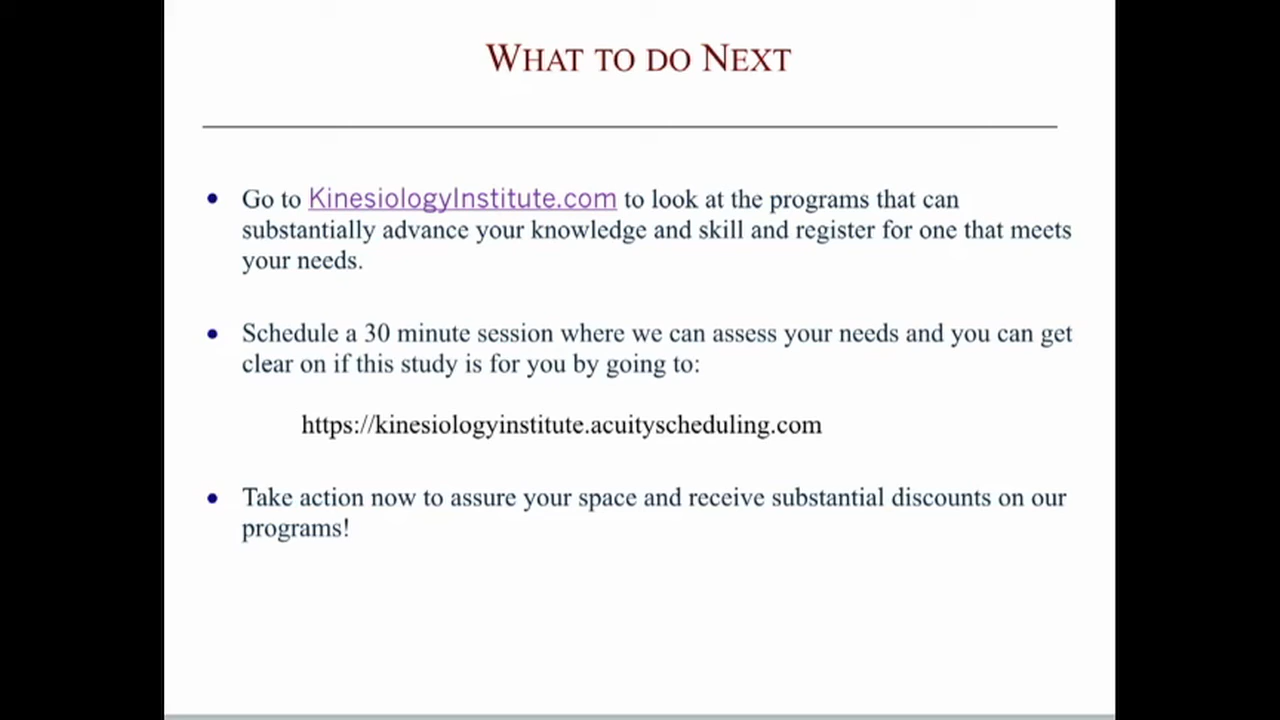 WHAT TO DO NEXT
• Go to KinesiologyInstitute.com to look at the programs that can
substantially advance your knowledge and skill and register for one that meets
your needs.
• Schedule a 30 minute session where we can assess your needs and you can get
clear on if this study is for you by going to:
https://kinesiologyinstitute.acuityscheduling.com
• Take action now to assure your space and receive substantial discounts on our
programs!